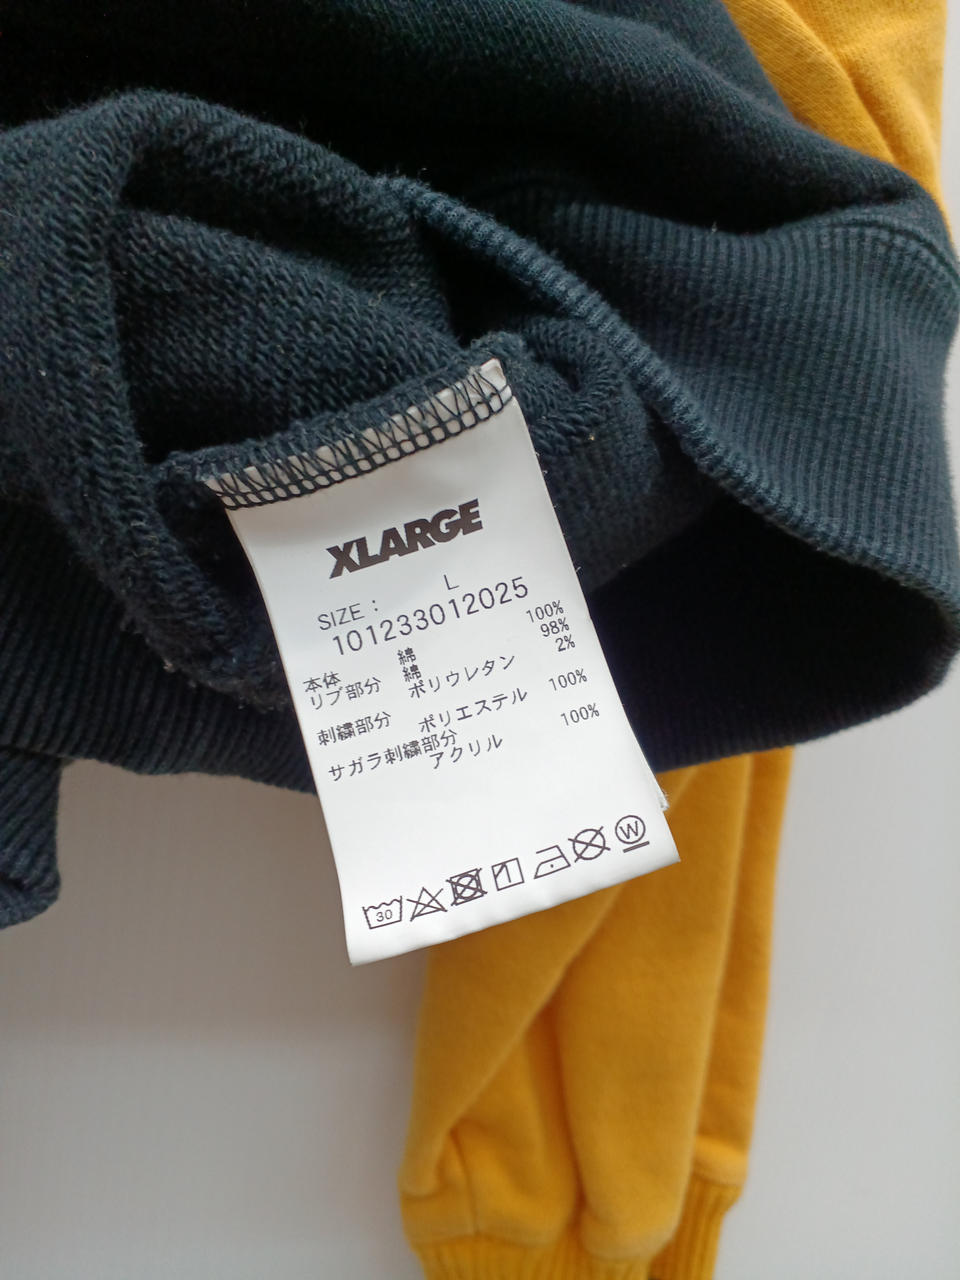 XLARGE
SIZE : L
101233012025
本体 綿 100%
リブ部分 綿 98%
ポリウレタン 2%
刺繍部分 ポリエステル 100%
サガラ刺繍部分
アクリル 100%
30 W